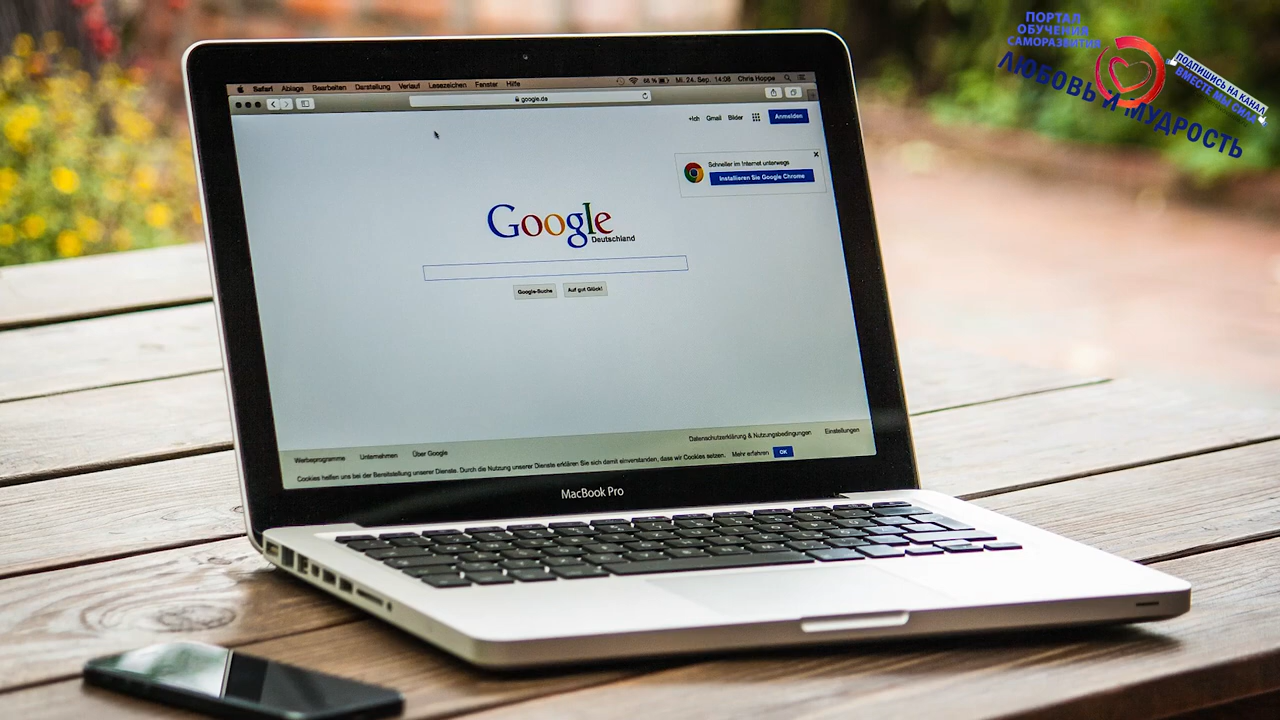 Safari Ablage Bearbeiten Darstellung Verlauf Lesezeichen Fenster Hilfe 66 % Mi. 24. Sep. 14:08 Chris Hoppe
google.de
+Ich Gmail Bilder Anmelden
Schneller im Internet unterwegs
Installieren Sie Google Chrome
Google
Deutschland
Google-Suche Auf gut Glück!
Werbeprogramme Unternehmen Über Google Datenschutzerklärung & Nutzungsbedingungen Einstellungen
Cookies helfen uns bei der Bereitstellung unserer Dienste. Durch die Nutzung unserer Dienste erklären Sie sich damit einverstanden, dass wir Cookies setzen. Mehr erfahren OK
MacBook Pro
ПОРТАЛ
ОБУЧЕНИЯ
САМОРАЗВИТИЯ
ЛЮБОВЬ И МУДРОСТЬ
ПОДПИШИСЬ НА КАНАЛ
ВМЕСТЕ МЫ СИЛА